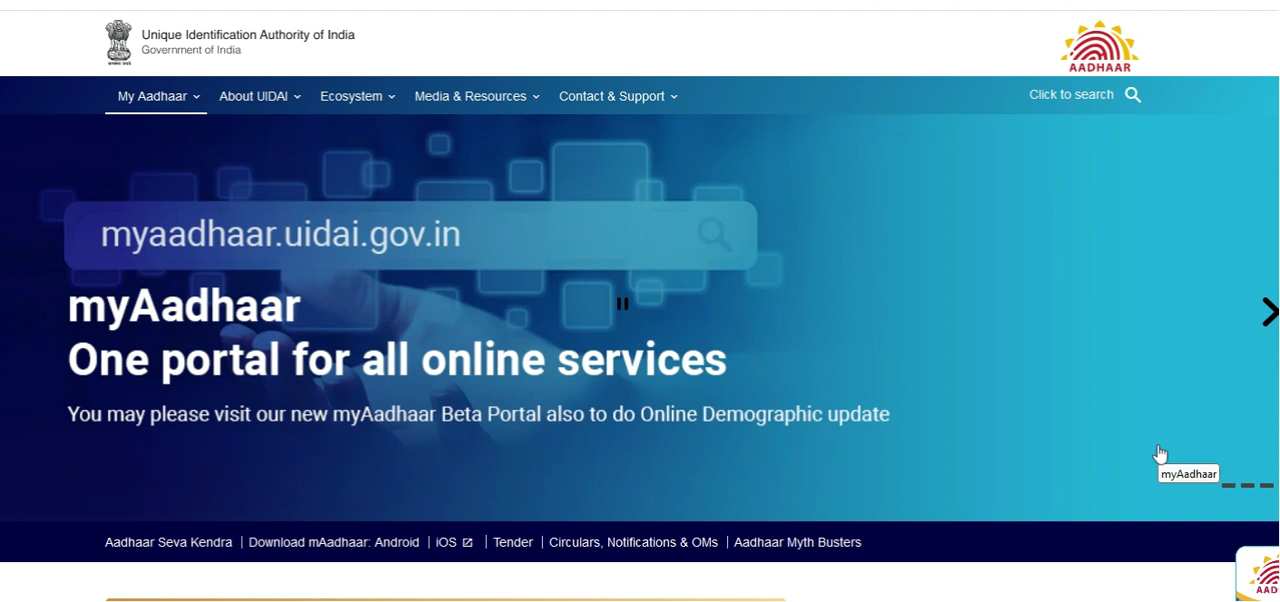 Unique Identification Authority of India
Government of India
AADHAAR
My Aadhaar About UIDAI Ecosystem Media & Resources Contact & Support Click to search
myaadhaar.uidai.gov.in
myAadhaar
One portal for all online services
You may please visit our new myAadhaar Beta Portal also to do Online Demographic update
myAadhaar
Aadhaar Seva Kendra | Download mAadhaar: Android | iOS | Tender | Circulars, Notifications & OMs | Aadhaar Myth Busters
AAD